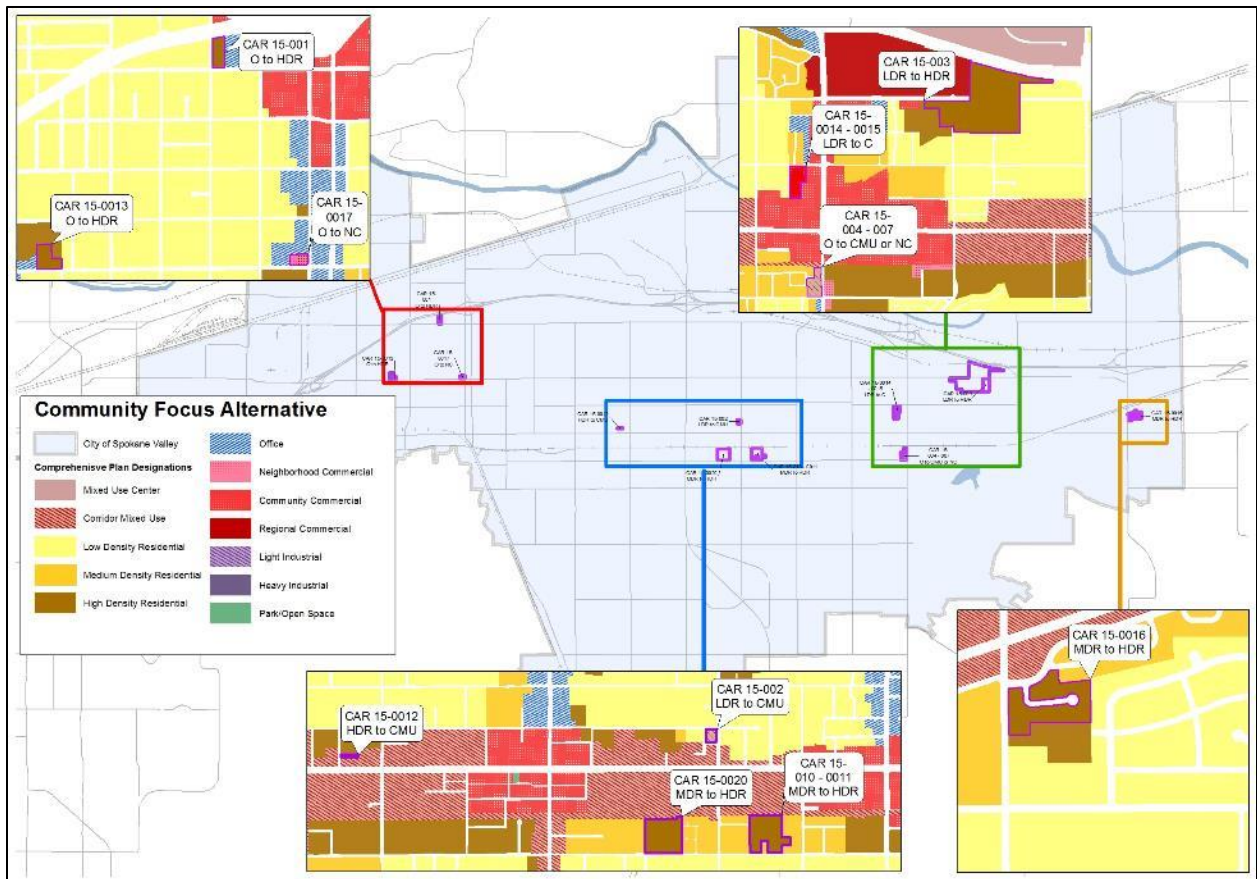 CAR 15-001
O to HDR
CAR 15-0013
O to HDR
CAR 15-
0017
O to NC
CAR 15-003
LDR to HDR
CAR 15-
0014 - 0015
LDR to C
CAR 15-
004 - 007
O to CMU or NC
Community Focus Alternative
City of Spokane Valley
Comprehensive Plan Designations
Mixed Use Center
Corridor Mixed Use
Low Density Residential
Medium Density Residential
High Density Residential
Office
Neighborhood Commercial
Community Commercial
Regional Commercial
Light Industrial
Heavy Industrial
Park/Open Space
CAR 15-0012
HDR to CMU
CAR 15-002
LDR to CMU
CAR 15-0020
MDR to HDR
CAR 15-
010 - 0011
MDR to HDR
CAR 15-0016
MDR to HDR